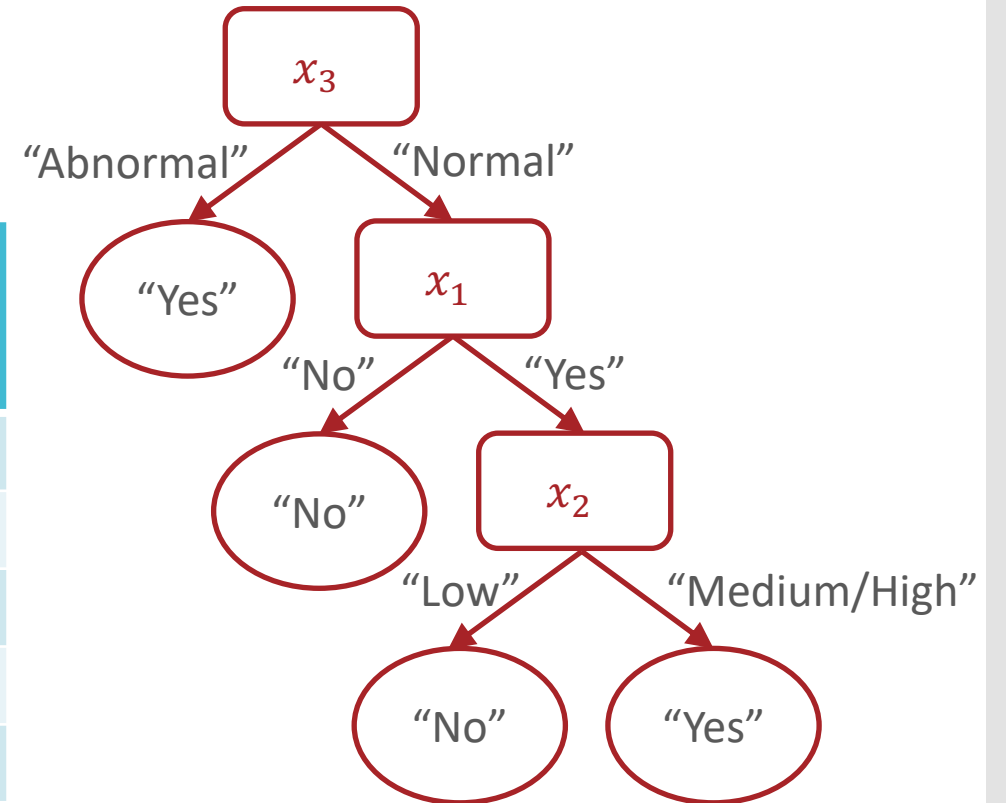 x₃
“Abnormal” “Normal”
“Yes” x₁
“No” “Yes”
“No” x₂
“Low” “Medium/High”
“No” “Yes”